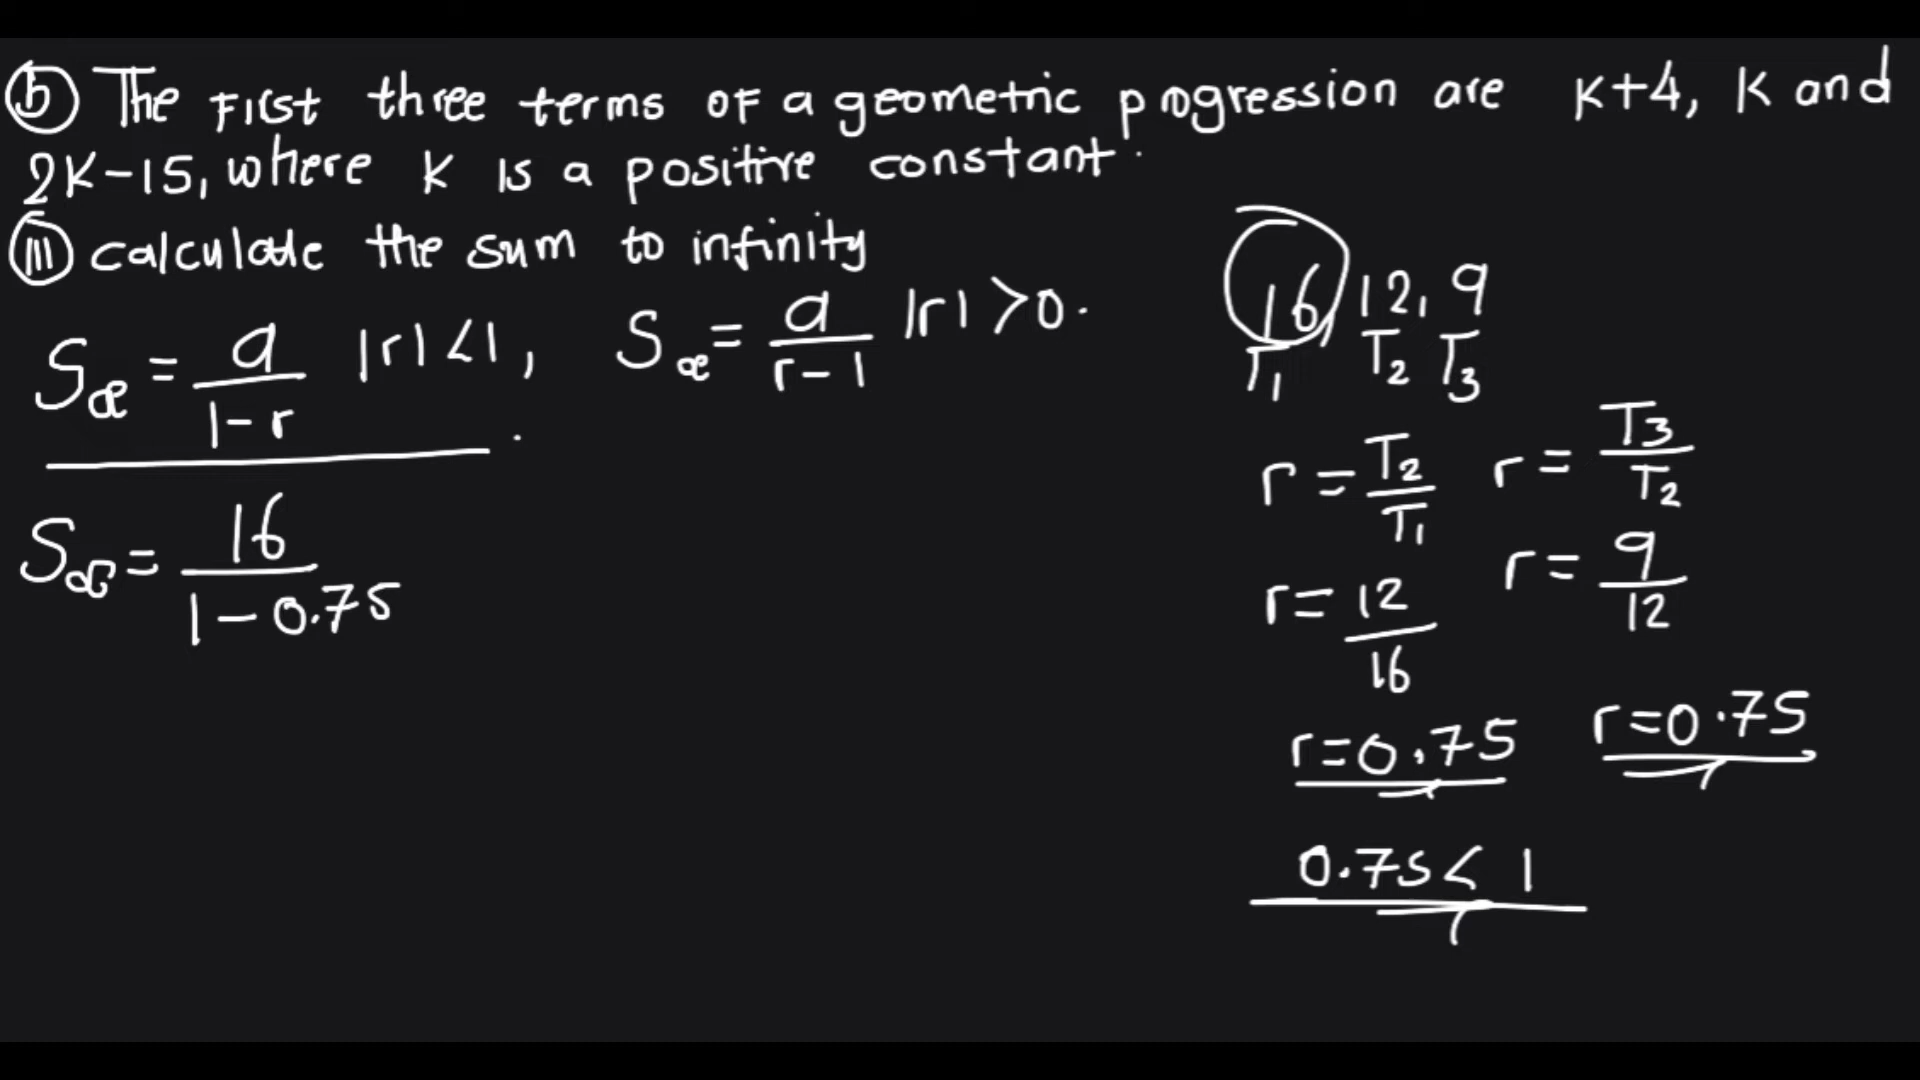 (b) The first three terms of a geometric progression are K+4, K and
2K-15, where K is a positive constant.
(iii) calculate the sum to infinity
S∞ = a/(1-r) |r|<1, S∞ = a/(r-1) |r|>0.
S∞ = 16/(1-0.75)
16, 12, 9
T₁ T₂ T₃
r = T₂/T₁ r = T₃/T₂
r = 12/16 r = 9/12
r=0.75 r=0.75
0.75 < 1